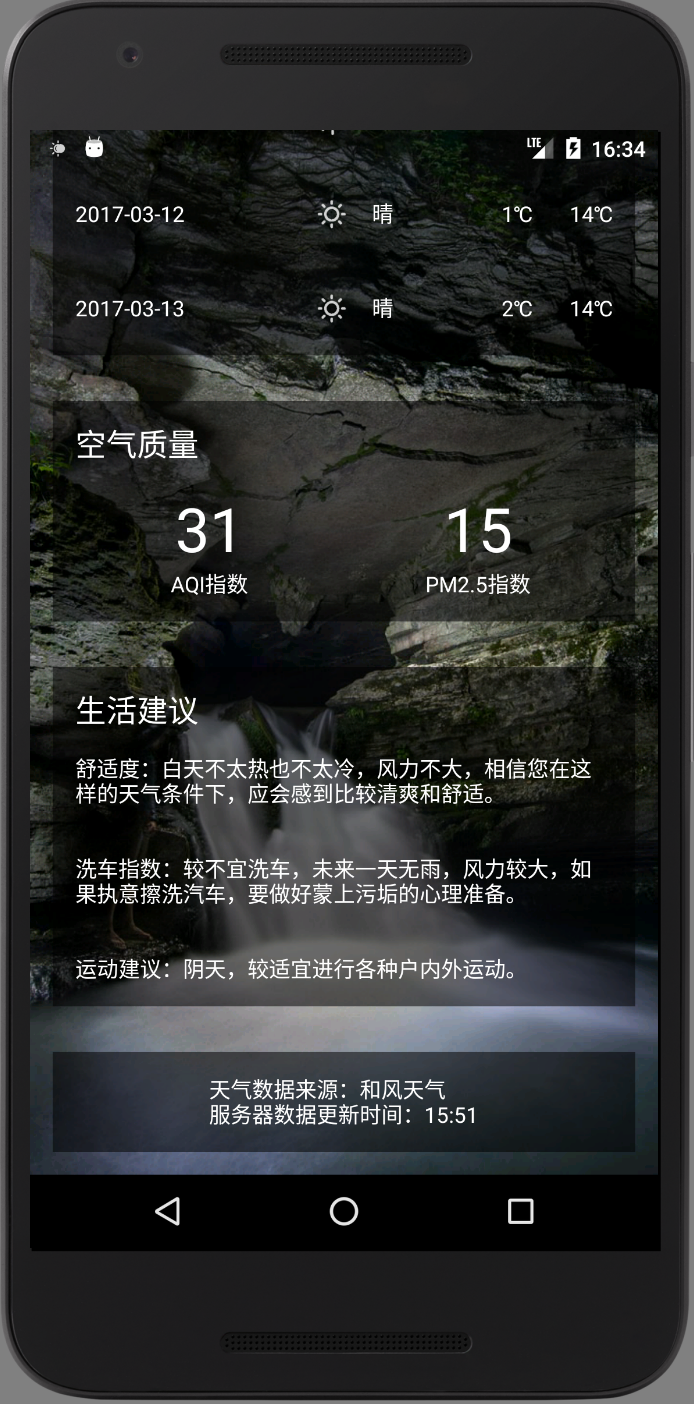 LTE 16:34
2017-03-12 晴 1℃ 14℃
2017-03-13 晴 2℃ 14℃
空气质量
31 15
AQI指数 PM2.5指数
生活建议
舒适度：白天不太热也不太冷，风力不大，相信您在这
样的天气条件下，应会感到比较清爽和舒适。
洗车指数：较不宜洗车，未来一天无雨，风力较大，如
果执意擦洗汽车，要做好蒙上污垢的心理准备。
运动建议：阴天，较适宜进行各种户内外运动。
天气数据来源：和风天气
服务器数据更新时间：15:51